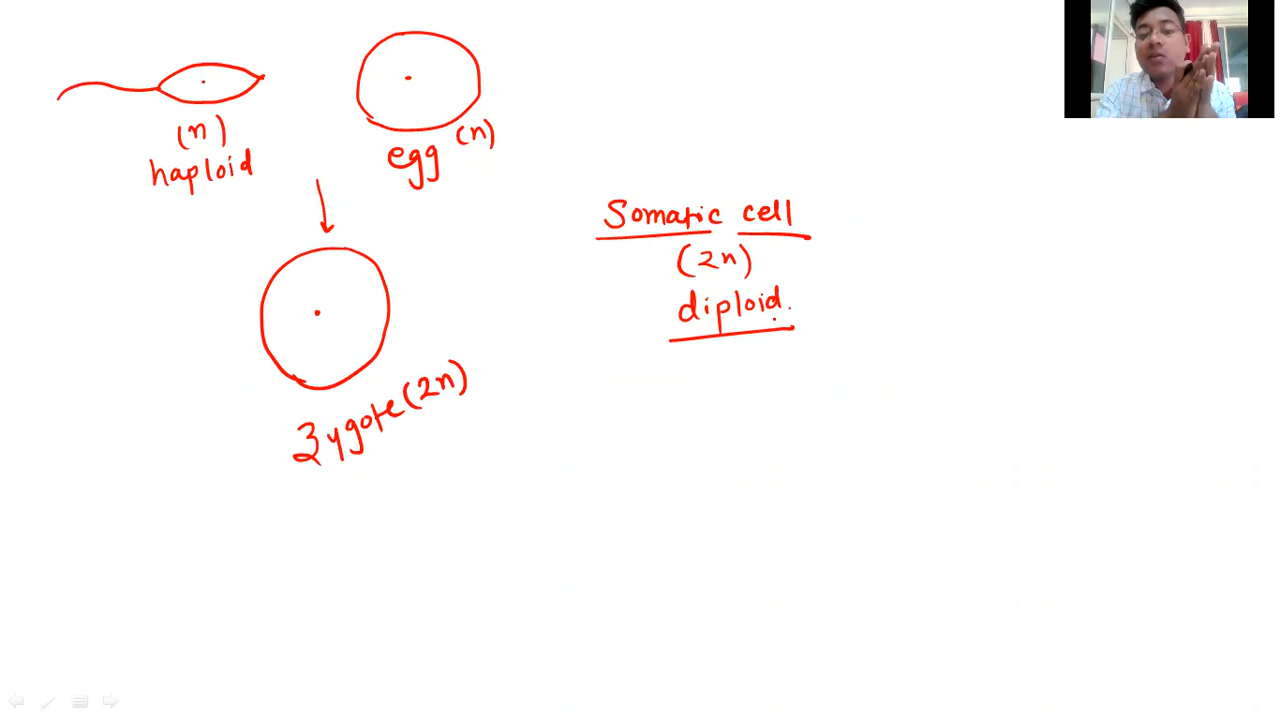 (n)
haploid
egg (n)
Zygote (2n)
Somatic cell
(2n)
diploid.